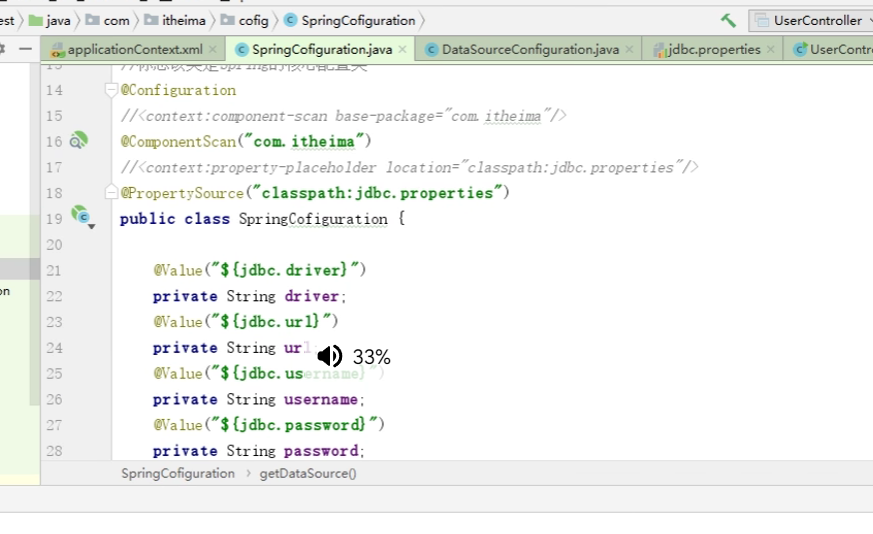 est java com itheima cofig SpringCofiguration UserController
applicationContext.xml SpringCofiguration.java DataSourceConfiguration.java jdbc.properties UserContr
14 @Configuration
15 //<context:component-scan base-package="com.itheima"/>
16 @ComponentScan("com.itheima")
17 //<context:property-placeholder location="classpath:jdbc.properties"/>
18 @PropertySource("classpath:jdbc.properties")
19 public class SpringCofiguration {
20
21 @Value("${jdbc.driver}")
22 private String driver;
23 @Value("${jdbc.url}")
24 private String url
33%
25 @Value("${jdbc.username}")
on
26 private String username;
27 @Value("${jdbc.password}")
28 private String password;
SpringCofiguration > getDataSource()